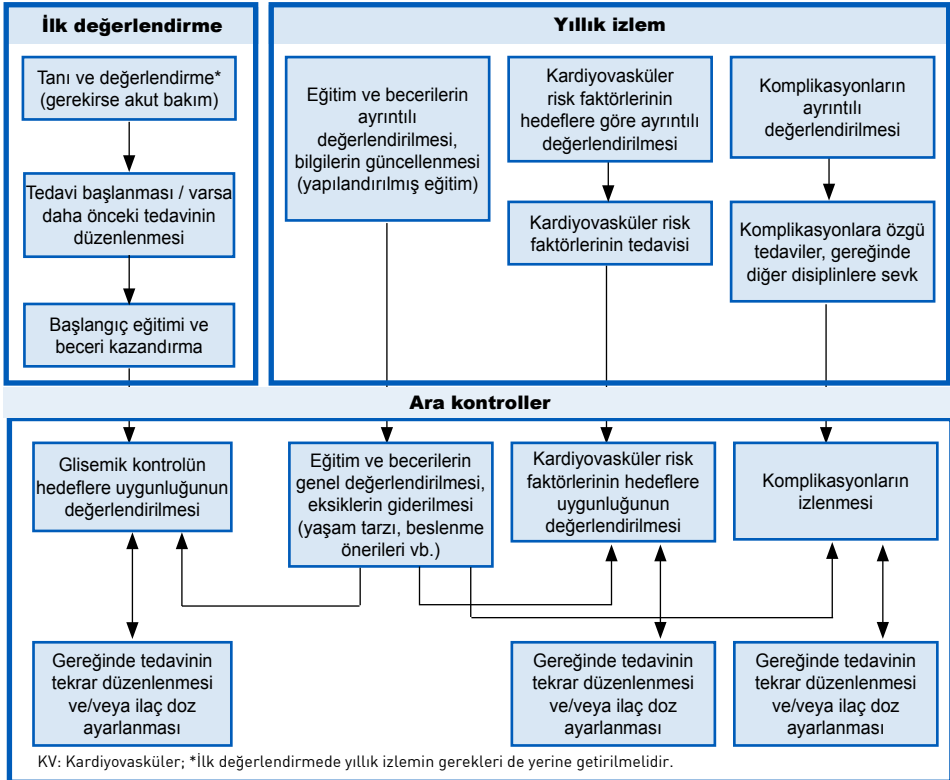 İlk değerlendirme
Tanı ve değerlendirme*
(gerekirse akut bakım)
Tedavi başlanması / varsa
daha önceki tedavinin
düzenlenmesi
Başlangıç eğitimi ve
beceri kazandırma
Yıllık izlem
Eğitim ve becerilerin
ayrıntılı
değerlendirilmesi,
bilgilerin güncellenmesi
(yapılandırılmış eğitim)
Kardiyovasküler
risk faktörlerinin
hedeflere göre ayrıntılı
değerlendirilmesi
Kardiyovasküler risk
faktörlerinin tedavisi
Komplikasyonların
ayrıntılı
değerlendirilmesi
Komplikasyonlara özgü
tedaviler, gereğinde
diğer disiplinlere sevk
Ara kontroller
Glisemik kontrolün
hedeflere uygunluğunun
değerlendirilmesi
Eğitim ve becerilerin
genel değerlendirilmesi,
eksiklerin giderilmesi
(yaşam tarzı, beslenme
önerileri vb.)
Kardiyovasküler risk
faktörlerinin hedeflere
uygunluğunun
değerlendirilmesi
Komplikasyonların
izlenmesi
Gereğinde tedavinin
tekrar düzenlenmesi
ve/veya ilaç doz
ayarlanması
Gereğinde tedavinin
tekrar düzenlenmesi
ve/veya ilaç doz
ayarlanması
Gereğinde tedavinin
tekrar düzenlenmesi
ve/veya ilaç doz
ayarlanması
KV: Kardiyovasküler; *İlk değerlendirmede yıllık izlemin gerekleri de yerine getirilmelidir.